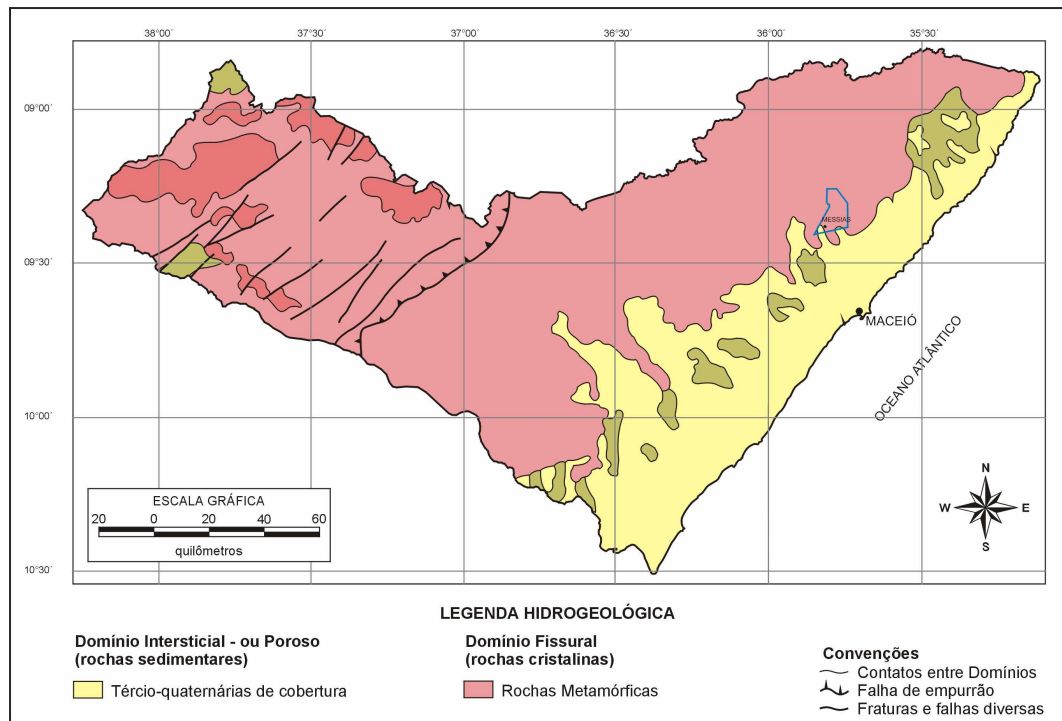 38°00´ 37°30´ 37°00´ 36°30´ 36°00´ 35°30´
09°00´
MESSIAS
09°30´
MACEIÓ
OCEANO ATLÂNTICO
10°00´
ESCALA GRÁFICA
20 0 20 40 60
quilômetros
N
W E
S
10°30´
LEGENDA HIDROGEOLÓGICA
Domínio Intersticial - ou Poroso
(rochas sedimentares)
Tércio-quaternárias de cobertura
Domínio Fissural
(rochas cristalinas)
Rochas Metamórficas
Convenções
Contatos entre Domínios
Falha de empurrão
Fraturas e falhas diversas